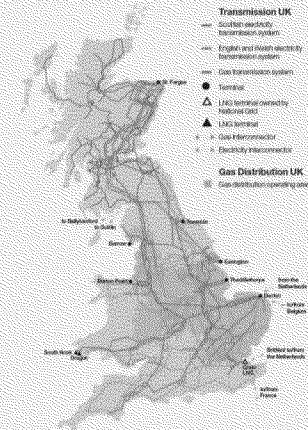 Transmission UK
Scottish electricity
transmission system
English and Welsh electricity
transmission system
Gas transmission system
Terminal
LNG terminal owned by
National Grid
LNG terminal
Gas Interconnector
Electricity Interconnector
Gas Distribution UK
Gas distribution operating area
St. Fergus
to Ballylumford
to Dublin
Teesside
Barrow
Easington
Burton Point
Theddlethorpe
from the
Netherlands
Bacton
to/from
Belgium
South Hook
Dragon
Grain
LNG
BritNed to/from
the Netherlands
to/from
France